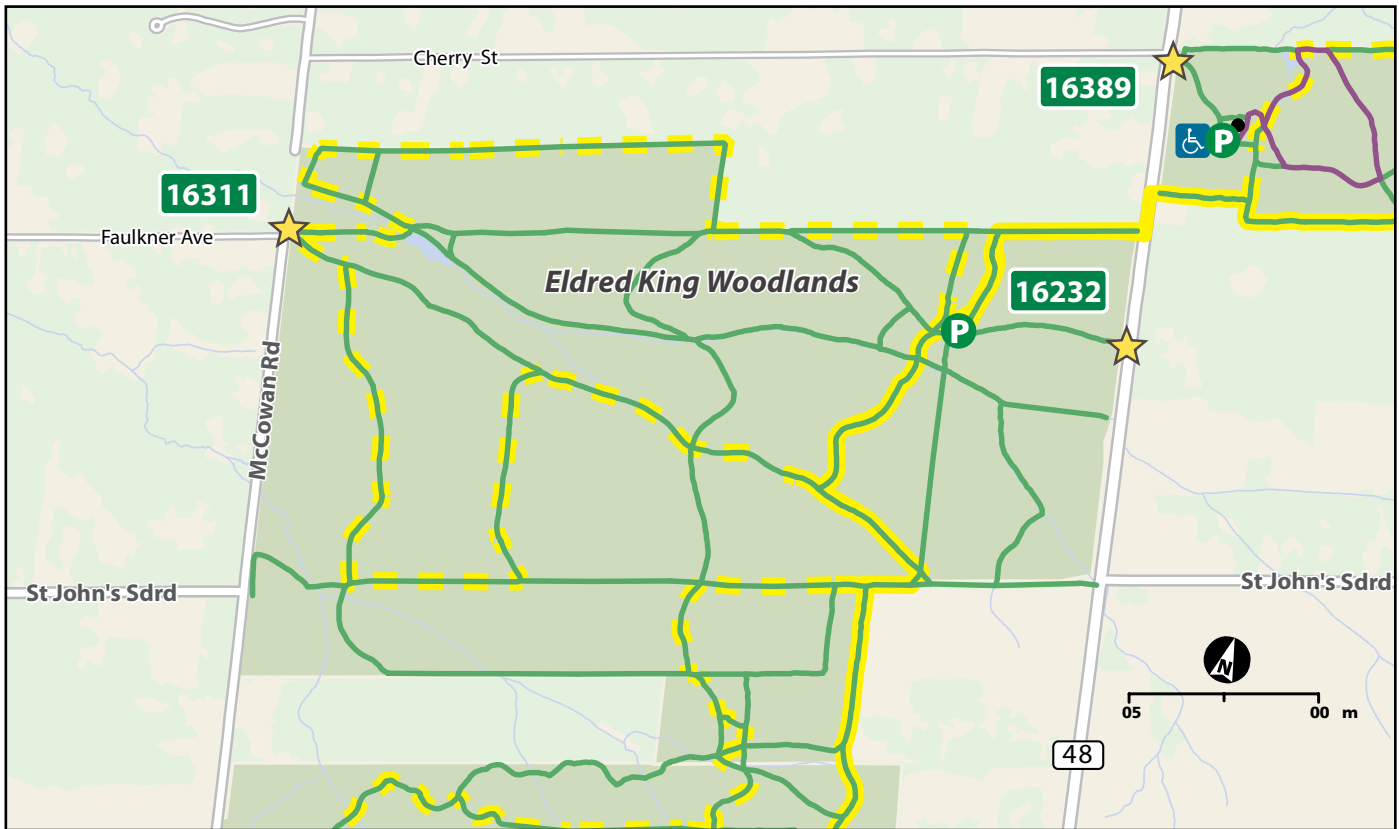 Cherry St
16389
P
16311
Faulkner Ave
Eldred King Woodlands
16232
P
McCowan Rd
St John's Sdrd
St John's Sdrd
N
05 00 m
48